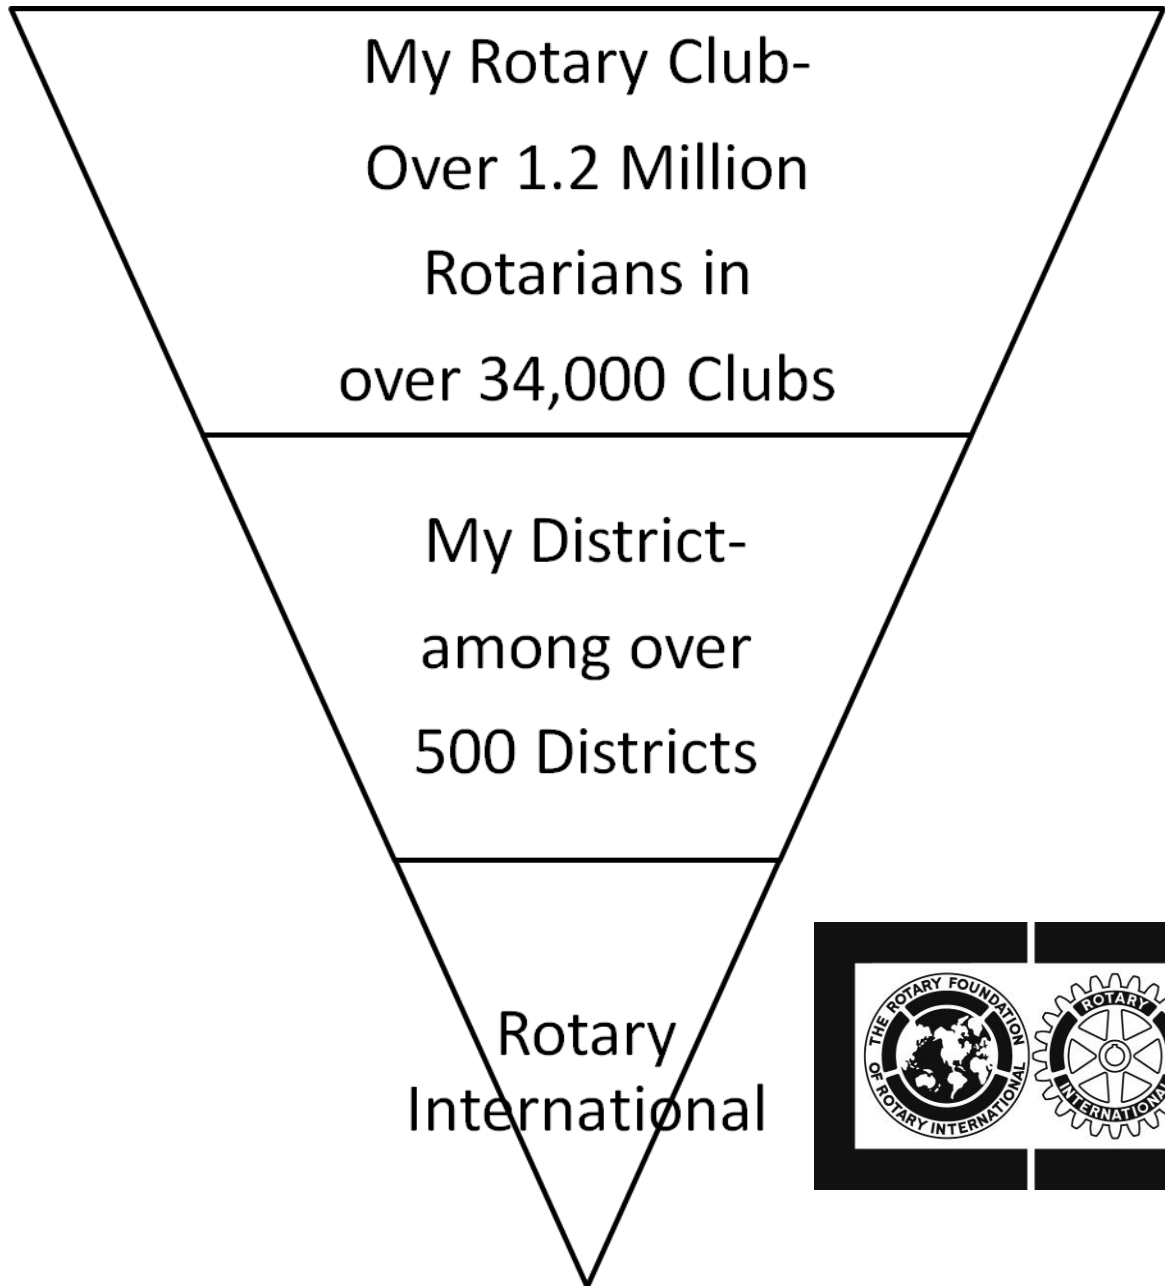 My Rotary Club-
Over 1.2 Million
Rotarians in
over 34,000 Clubs
My District-
among over
500 Districts
Rotary
International
THE ROTARY FOUNDATION
OF ROTARY INTERNATIONAL
ROTARY
INTERNATIONAL